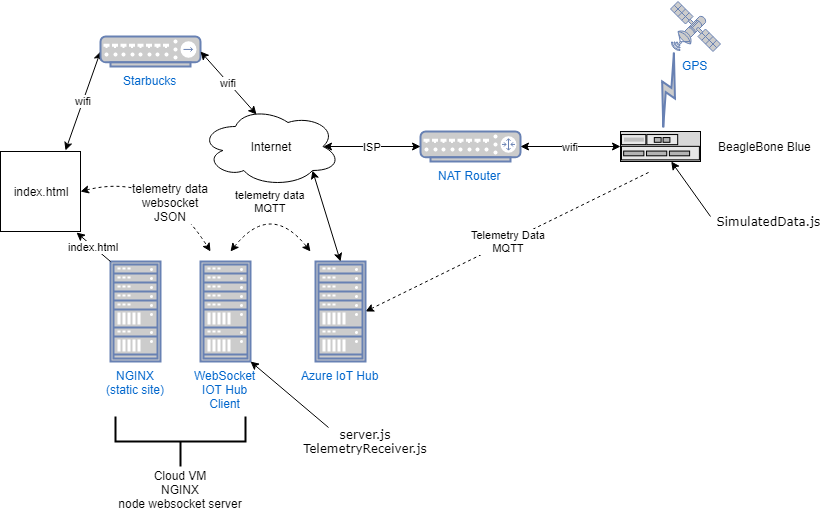 GPS
Starbucks
wifi
wifi
wifi
Internet
ISP
wifi
BeagleBone Blue
NAT Router
index.html
telemetry data
websocket
JSON
telemetry data
MQTT
SimulatedData.js
index.html
Telemetry Data
MQTT
NGINX
(static site)
WebSocket
IOT Hub
Client
Azure IoT Hub
server.js
TelemetryReceiver.js
Cloud VM
NGINX
node websocket server